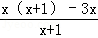 x (x+1) －3x
x+1